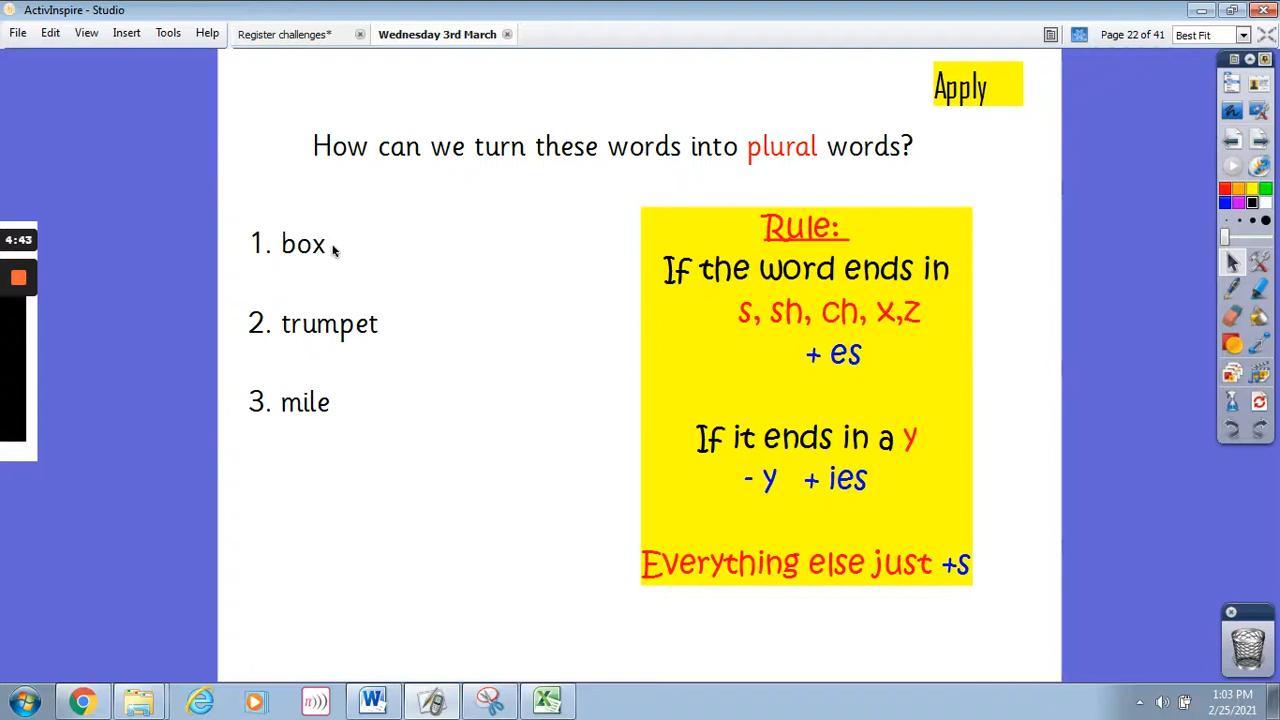 ActivInspire - Studio
File Edit View Insert Tools Help Register challenges* Wednesday 3rd March Page 22 of 41 Best Fit
Apply
How can we turn these words into plural words?
4:43
1. box
2. trumpet
3. mile
Rule:
If the word ends in
s, sh, ch, x,z
+ es
If it ends in a y
- y + ies
Everything else just +s
1:03 PM
2/25/2021